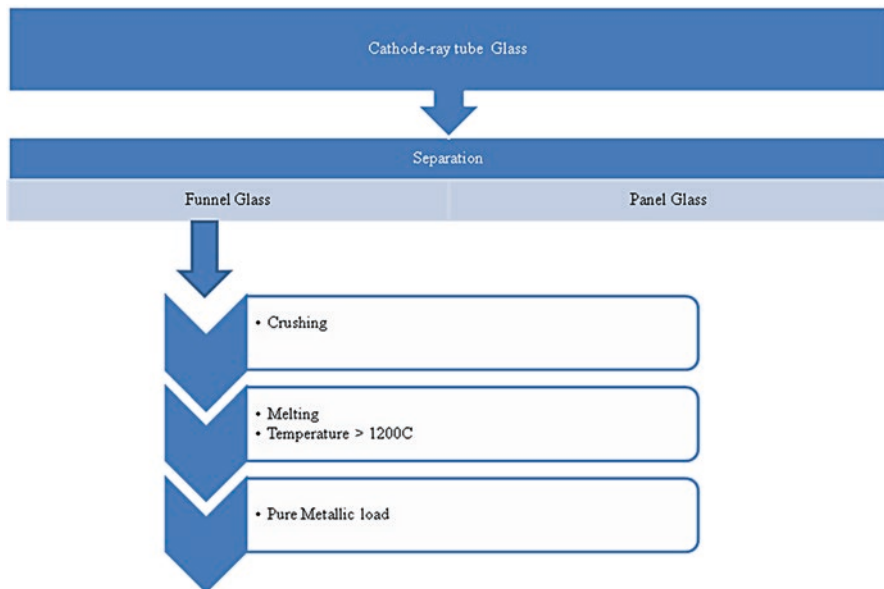 Cathode-ray tube Glass
Separation
Funnel Glass
Panel Glass
• Crushing
• Melting
• Temperature > 1200C
• Pure Metallic load